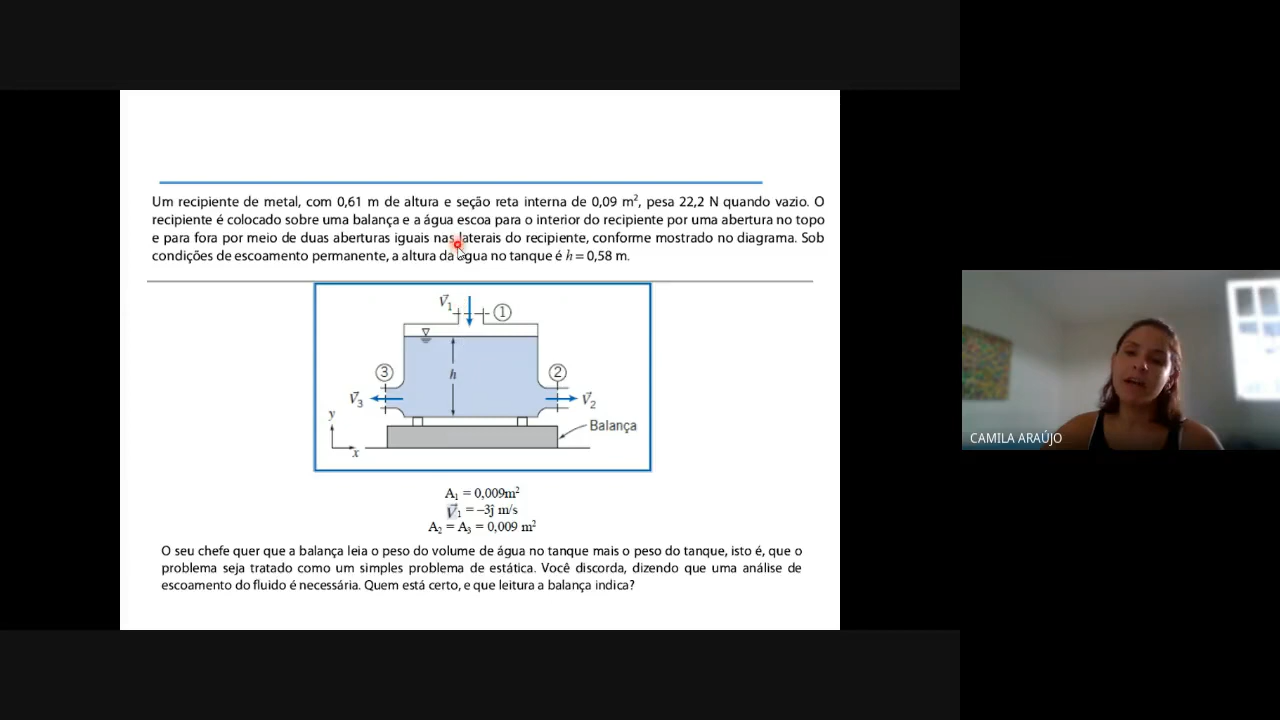 Um recipiente de metal, com 0,61 m de altura e seção reta interna de 0,09 m², pesa 22,2 N quando vazio. O
recipiente é colocado sobre uma balança e a água escoa para o interior do recipiente por uma abertura no topo
e para fora por meio de duas aberturas iguais nas laterais do recipiente, conforme mostrado no diagrama. Sob
condições de escoamento permanente, a altura da água no tanque é h = 0,58 m.
V⃗₁
①
③
h
②
V⃗₃
V⃗₂
y
Balança
x
A₁ = 0,009m²
V⃗₁ = –3ĵ m/s
A₂ = A₃ = 0,009 m²
O seu chefe quer que a balança leia o peso do volume de água no tanque mais o peso do tanque, isto é, que o
problema seja tratado como um simples problema de estática. Você discorda, dizendo que uma análise de
escoamento do fluido é necessária. Quem está certo, e que leitura a balança indica?
CAMILA ARAÚJO